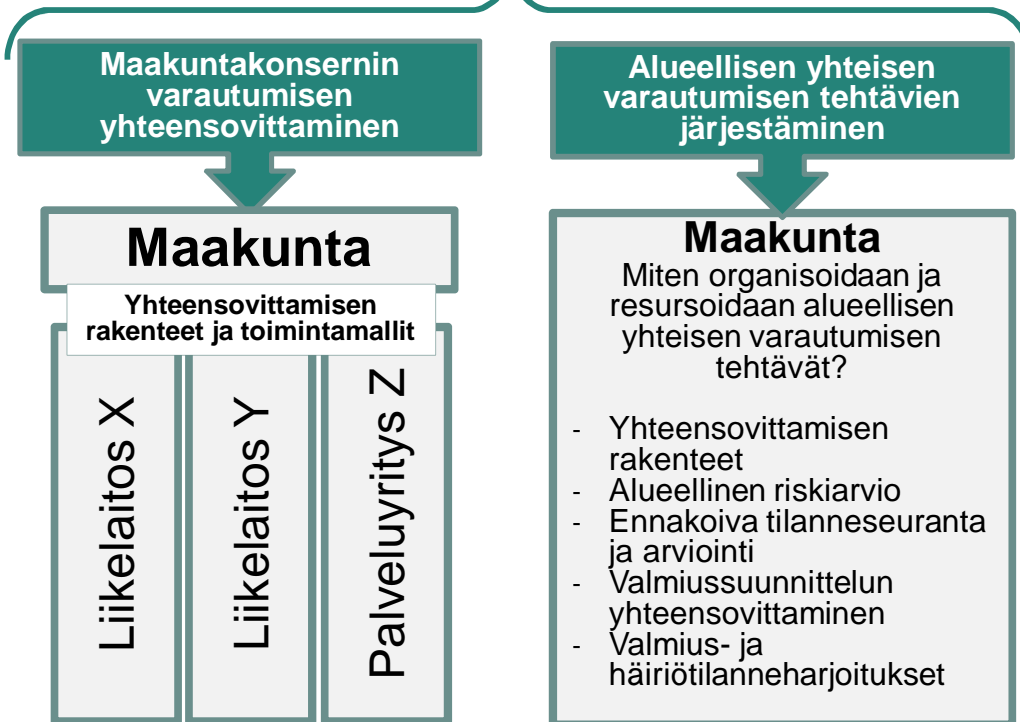 Maakuntakonsernin
varautumisen
yhteensovittaminen
Maakunta
Yhteensovittamisen
rakenteet ja toimintamallit
Liikelaitos X
Liikelaitos Y
Palveluyritys Z
Alueellisen yhteisen
varautumisen tehtävien
järjestäminen
Maakunta
Miten organisoidaan ja
resursoidaan alueellisen
yhteisen varautumisen
tehtävät?
- Yhteensovittamisen
rakenteet
- Alueellinen riskiarvio
- Ennakoiva tilanneseuranta
ja arviointi
- Valmiussuunnittelun
yhteensovittaminen
- Valmius- ja
häiriötilanneharjoitukset